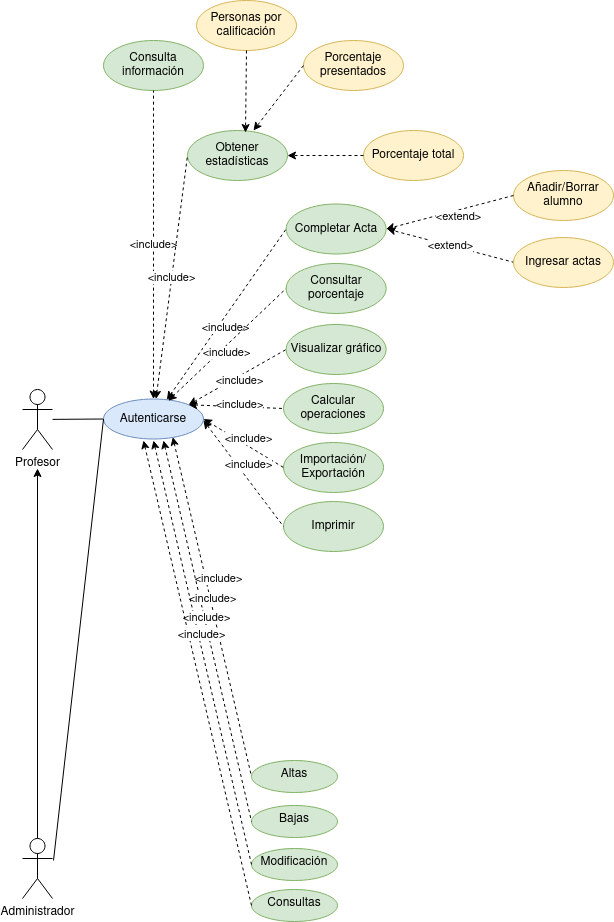 Personas por
calificación
Consulta
información
Porcentaje
presentados
Obtener
estadísticas
Porcentaje total
Añadir/Borrar
alumno
<extend>
Completar Acta
<include>
<extend>
Ingresar actas
<include>
Consultar
porcentaje
<include>
<include>
Visualizar gráfico
<include>
Calcular
operaciones
<include>
Autenticarse
<include>
Importación/
Exportación
<include>
Profesor
Imprimir
<include>
<include>
<include>
<include>
Altas
Bajas
Modificación
Consultas
Administrador